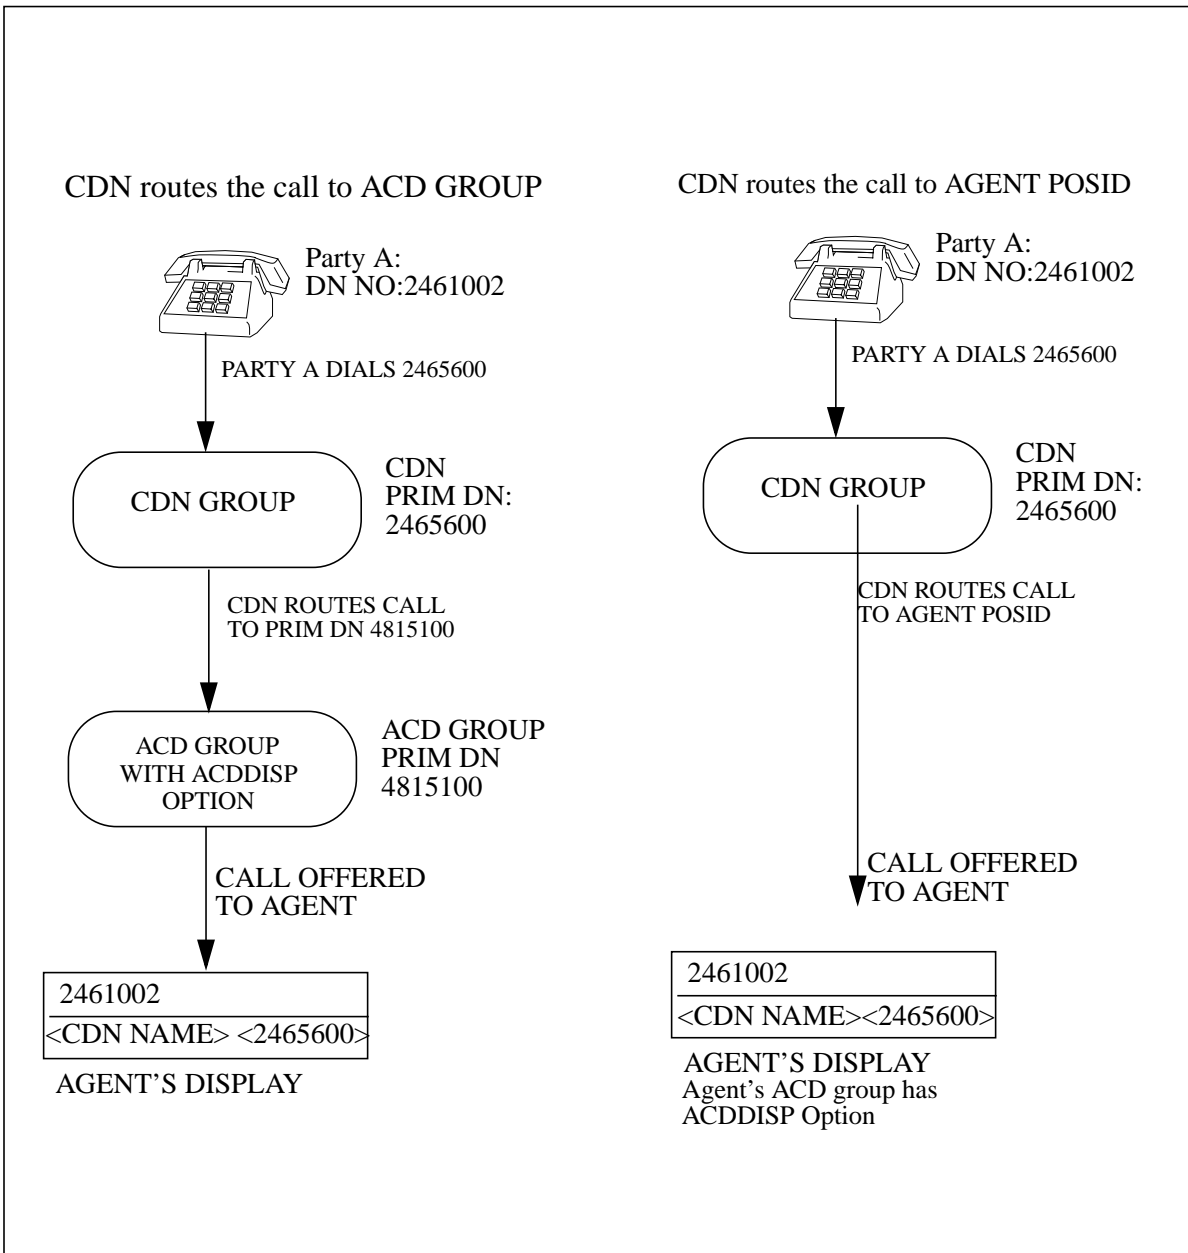 CDN routes the call to ACD GROUP
Party A:
DN NO:2461002
PARTY A DIALS 2465600
CDN GROUP
CDN
PRIM DN:
2465600
CDN ROUTES CALL
TO PRIM DN 4815100
ACD GROUP
WITH ACDDISP
OPTION
ACD GROUP
PRIM DN
4815100
CALL OFFERED
TO AGENT
2461002
<CDN NAME> <2465600>
AGENT'S DISPLAY
CDN routes the call to AGENT POSID
Party A:
DN NO:2461002
PARTY A DIALS 2465600
CDN GROUP
CDN
PRIM DN:
2465600
CDN ROUTES CALL
TO AGENT POSID
CALL OFFERED
TO AGENT
2461002
<CDN NAME><2465600>
AGENT'S DISPLAY
Agent's ACD group has
ACDDISP Option